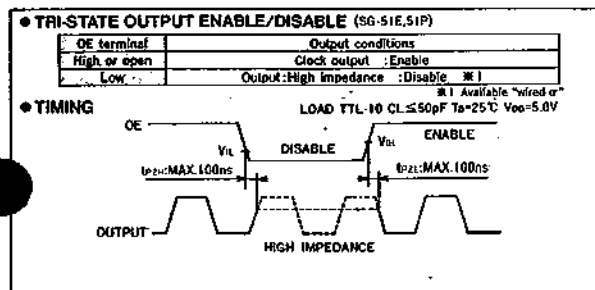 ● TRI-STATE OUTPUT ENABLE/DISABLE (SG-51E,51P)
OE terminal Output conditions
High or open Clock output :Enable
Low Output:High impedance :Disable ※1
※1 Available "wired or"
● TIMING
LOAD TTL-10 CL≤50pF Ta=25℃ VDD=5.0V
OE
ENABLE
VIL DISABLE
tPZH:MAX.100ns tPZL:MAX.100ns
OUTPUT
HIGH IMPEDANCE